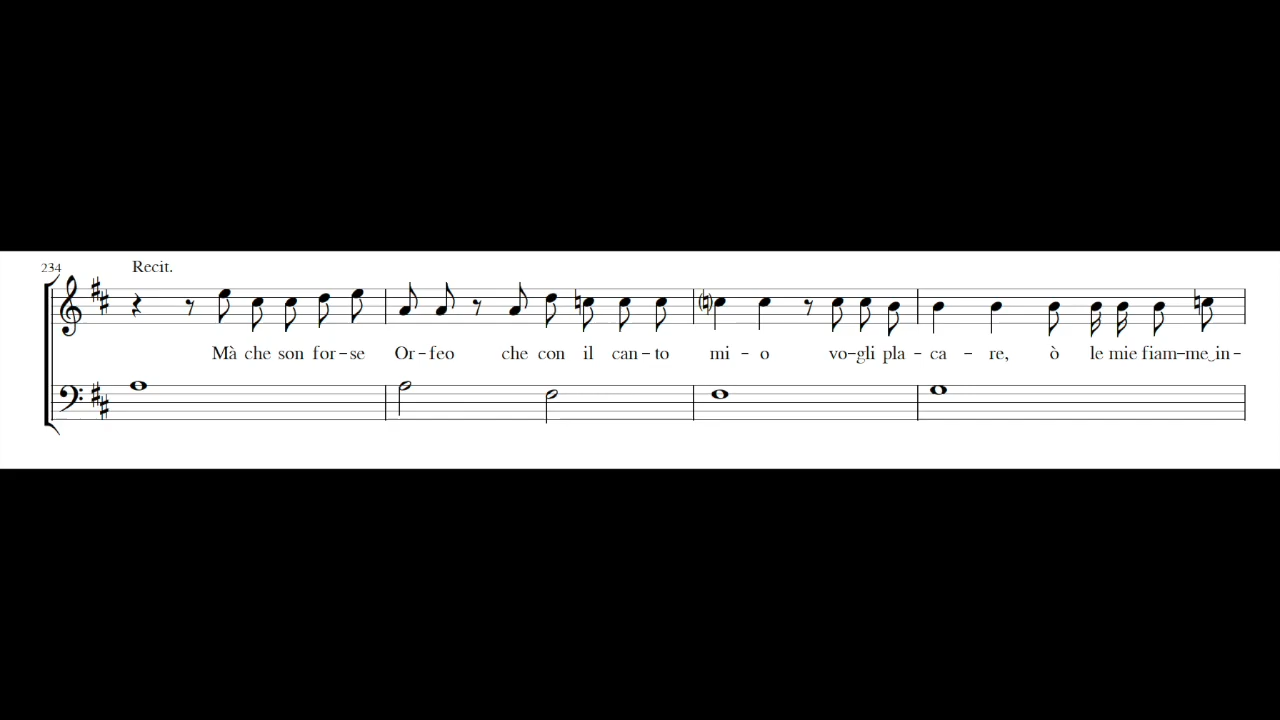 234
Recit.
Mà che son for-se Or-feo che con il can-to mi-o vo-gli pla-ca-re, ò le mie fiam-me‿in-